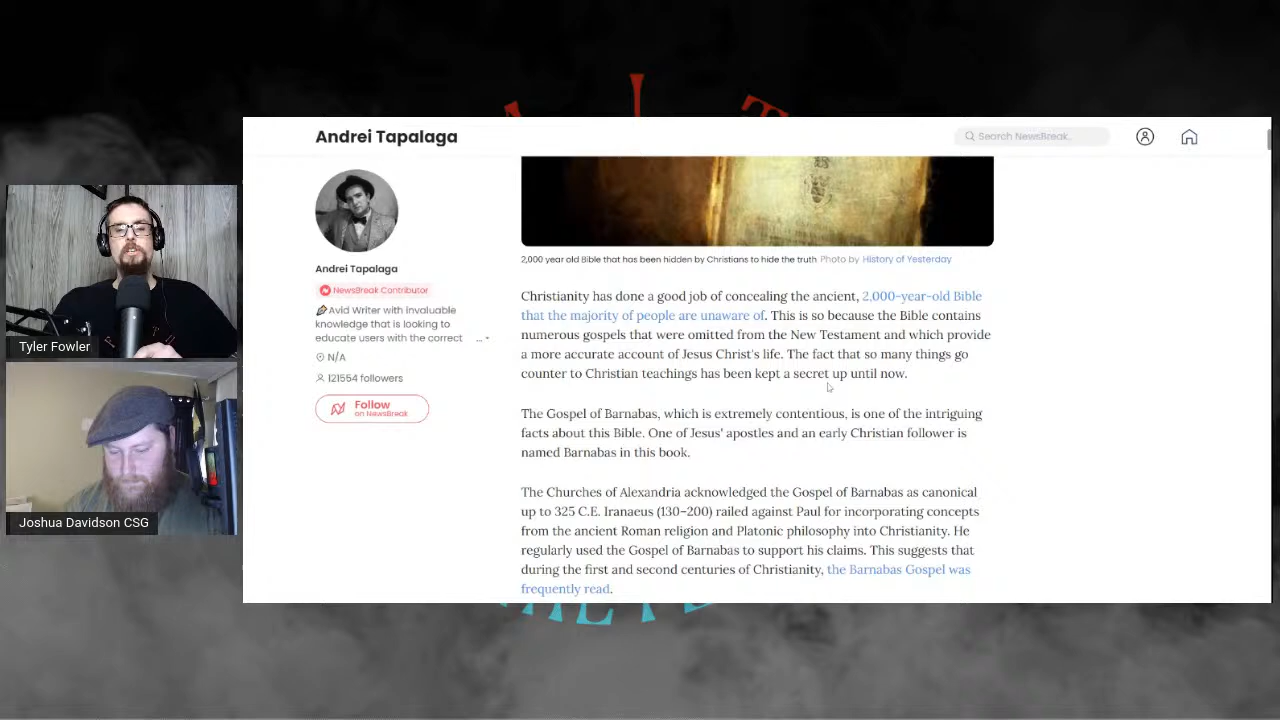 Andrei Tapalaga
Search NewsBreak..
Andrei Tapalaga
NewsBreak Contributor
Avid Writer with invaluable
knowledge that is looking to
educate users with the correct ...
N/A
121554 followers
Follow
on NewsBreak
2,000 year old Bible that has been hidden by Christians to hide the truth Photo by History of Yesterday
Christianity has done a good job of concealing the ancient, 2,000-year-old Bible
that the majority of people are unaware of. This is so because the Bible contains
numerous gospels that were omitted from the New Testament and which provide
a more accurate account of Jesus Christ's life. The fact that so many things go
counter to Christian teachings has been kept a secret up until now.
The Gospel of Barnabas, which is extremely contentious, is one of the intriguing
facts about this Bible. One of Jesus' apostles and an early Christian follower is
named Barnabas in this book.
The Churches of Alexandria acknowledged the Gospel of Barnabas as canonical
up to 325 C.E. Iranaeus (130–200) railed against Paul for incorporating concepts
from the ancient Roman religion and Platonic philosophy into Christianity. He
regularly used the Gospel of Barnabas to support his claims. This suggests that
during the first and second centuries of Christianity, the Barnabas Gospel was
frequently read.
Tyler Fowler
Joshua Davidson CSG